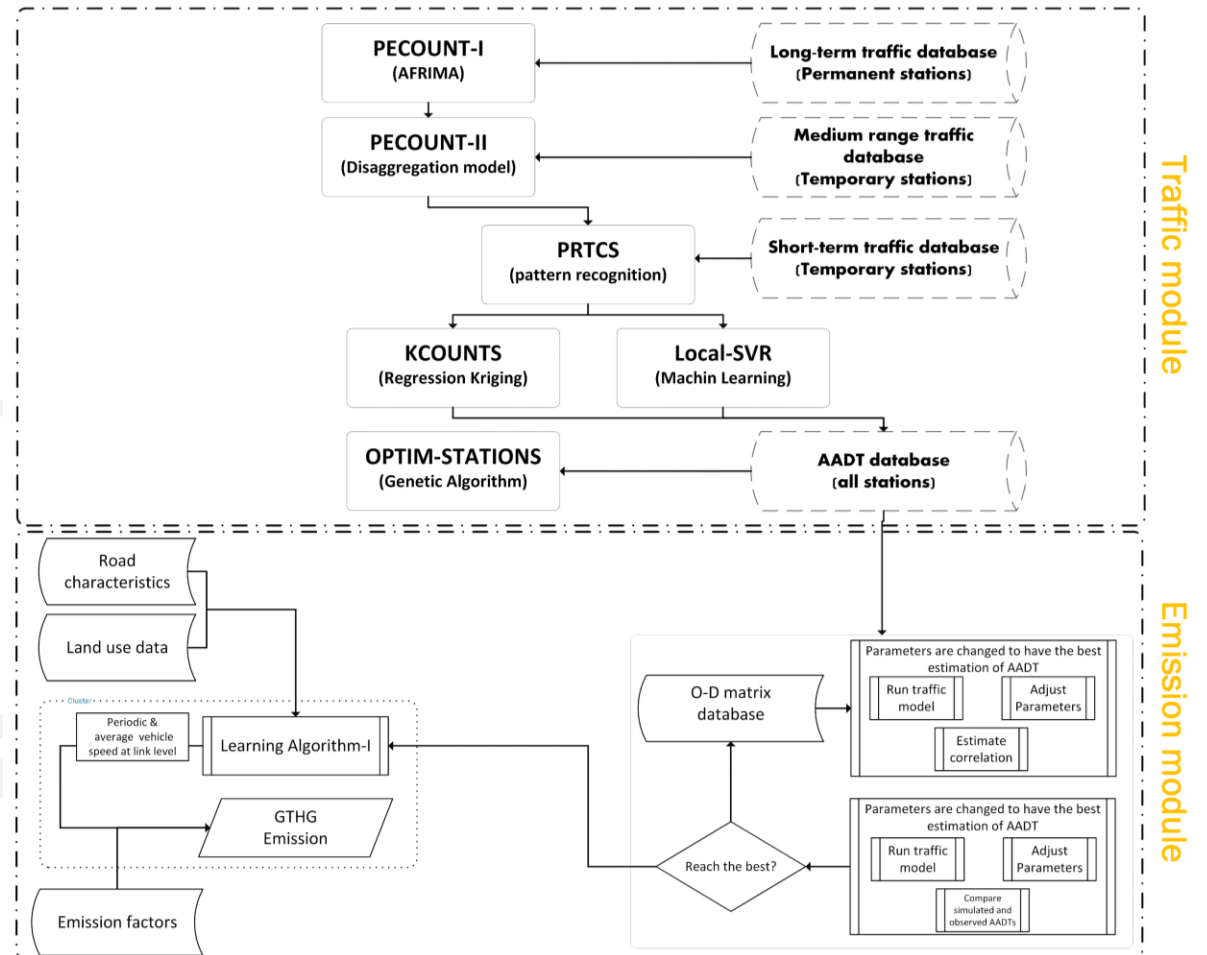 PECOUNT-I
(AFRIMA)
Long-term traffic database
(Permanent stations)
PECOUNT-II
(Disaggregation model)
Medium range traffic
database
(Temporary stations)
PRTCS
(pattern recognition)
Short-term traffic database
(Temporary stations)
KCOUNTS
(Regression Kriging)
Local-SVR
(Machin Learning)
OPTIM-STATIONS
(Genetic Algorithm)
AADT database
(all stations)
Traffic module
Road
characteristics
Land use data
Cluster
Periodic &
average vehicle
speed at link level
Learning Algorithm-I
GTHG
Emission
Emission factors
O-D matrix
database
Reach the best?
Parameters are changed to have the best
estimation of AADT
Run traffic
model
Adjust
Parameters
Estimate
correlation
Parameters are changed to have the best
estimation of AADT
Run traffic
model
Adjust
Parameters
Compare
simulated and
observed AADTs
Emission module